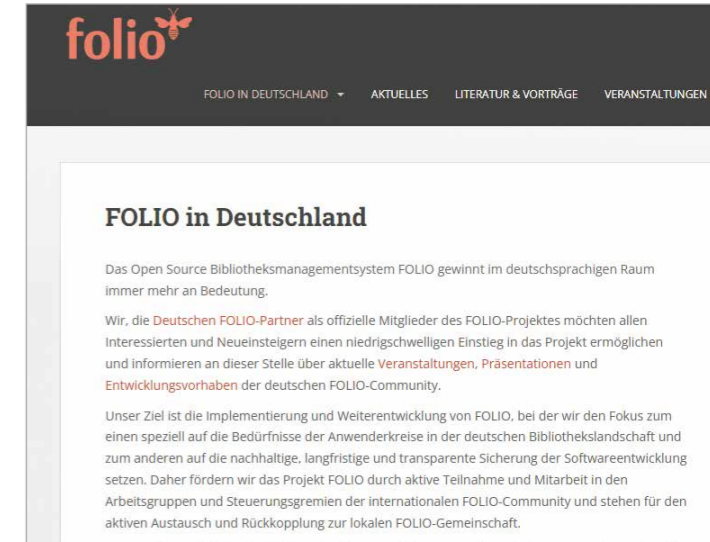 folio
FOLIO IN DEUTSCHLAND AKTUELLES LITERATUR & VORTRÄGE VERANSTALTUNGEN
FOLIO in Deutschland
Das Open Source Bibliotheksmanagementsystem FOLIO gewinnt im deutschsprachigen Raum
immer mehr an Bedeutung.
Wir, die Deutschen FOLIO-Partner als offizielle Mitglieder des FOLIO-Projektes möchten allen
Interessierten und Neueinsteigern einen niedrigschwelligen Einstieg in das Projekt ermöglichen
und informieren an dieser Stelle über aktuelle Veranstaltungen, Präsentationen und
Entwicklungsvorhaben der deutschen FOLIO-Community.
Unser Ziel ist die Implementierung und Weiterentwicklung von FOLIO, bei der wir den Fokus zum
einen speziell auf die Bedürfnisse der Anwenderkreise in der deutschen Bibliothekslandschaft und
zum anderen auf die nachhaltige, langfristige und transparente Sicherung der Softwareentwicklung
setzen. Daher fördern wir das Projekt FOLIO durch aktive Teilnahme und Mitarbeit in den
Arbeitsgruppen und Steuerungsgremien der internationalen FOLIO-Community und stehen für den
aktiven Austausch und Rückkopplung zur lokalen FOLIO-Gemeinschaft.